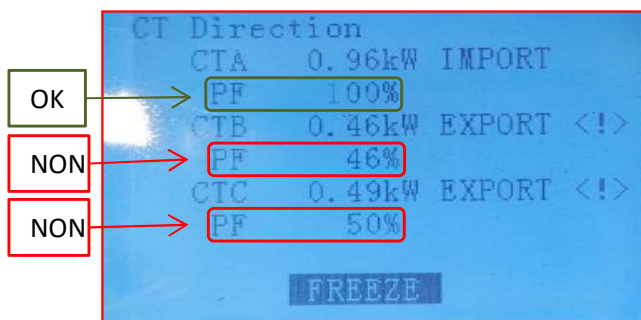 CT Direction
CTA 0.96kW IMPORT
OK
PF 100%
CTB 0.46kW EXPORT <!>
NON
PF 46%
CTC 0.49kW EXPORT <!>
NON
PF 50%
FREEZE